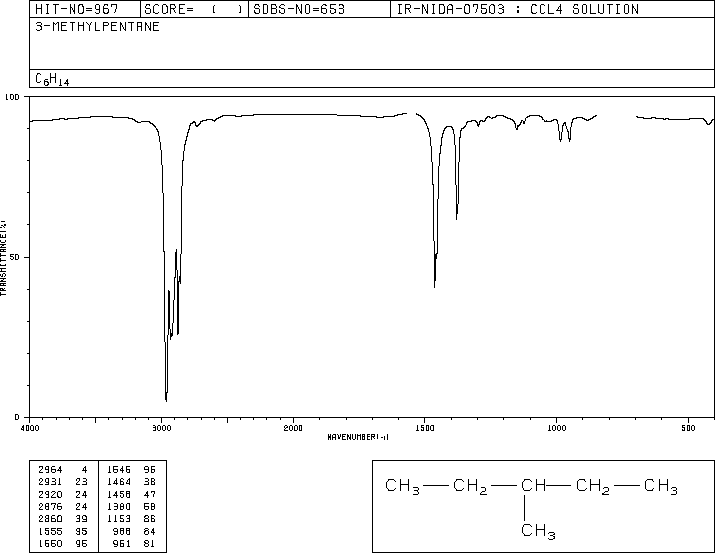 HIT-NO=967 SCORE= ( ) SDBS-NO=653 IR-NIDA-07503 : CCL4 SOLUTION
3-METHYLPENTANE
C6H14
100
50
0
TRANSMITTANCE(%)
4000 3000 2000 1500 1000 500
WAVENUMBER(-1)
2964 4 1546 96
2931 23 1464 38
2920 24 1458 47
2876 24 1380 68
2860 39 1153 86
1555 95 988 84
1550 96 961 81
CH3 CH2 CH CH2 CH3
CH3